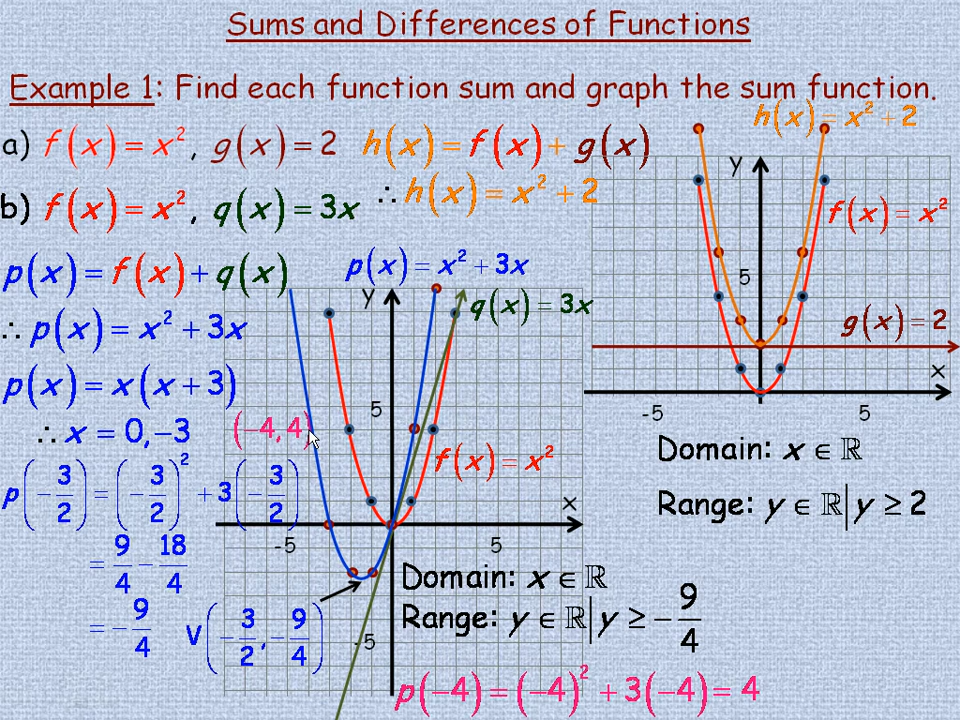 Sums and Differences of Functions
Example 1: Find each function sum and graph the sum function.
a) f(x) = x², g(x) = 2
h(x) = f(x) + g(x)
∴ h(x) = x² + 2
b) f(x) = x², q(x) = 3x
p(x) = f(x) + q(x)
∴ p(x) = x² + 3x
p(x) = x(x + 3)
∴ x = 0, −3
p(−3/2) = (−3/2)² + 3(−3/2)
= 9/4 − 18/4
= −9/4
V(−3/2, −9/4)
p(x) = x² + 3x
y
q(x) = 3x
5
(−4, 4)
f(x) = x²
x
-5
5
-5
Domain: x ∈ ℝ
Range: y ∈ ℝ | y ≥ −9/4
p(−4) = (−4)² + 3(−4) = 4
h(x) = x² + 2
y
f(x) = x²
5
g(x) = 2
x
-5
5
Domain: x ∈ ℝ
Range: y ∈ ℝ | y ≥ 2